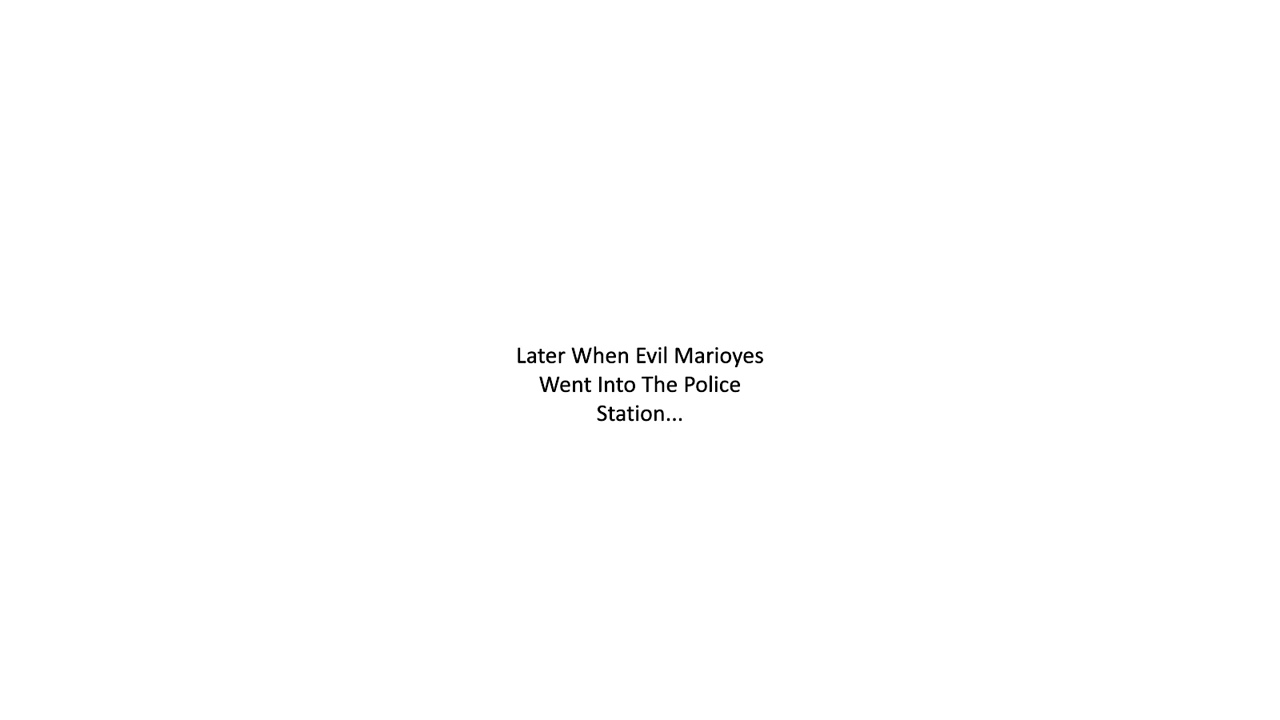 Later When Evil Marioyes
Went Into The Police
Station...